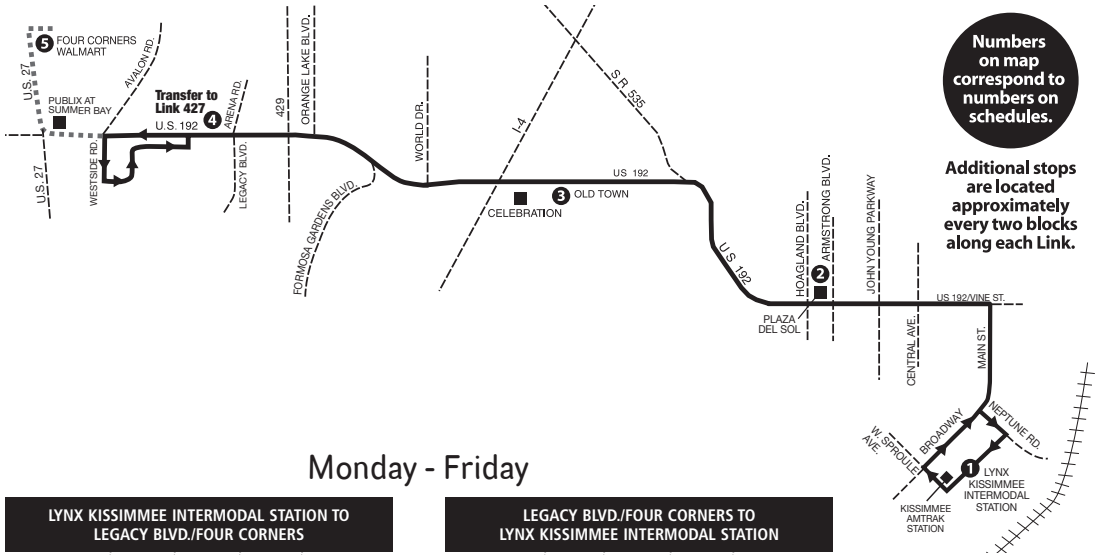 5 FOUR CORNERS
WALMART
U.S. 27
PUBLIX AT
SUMMER BAY
AVALON RD.
Transfer to
Link 427 4
U.S. 192
ARENA RD.
429
ORANGE LAKE BLVD.
U.S. 27
WESTSIDE RD.
LEGACY BLVD.
FORMOSA GARDENS BLVD.
WORLD DR.
I-4
S R 535
US 192
CELEBRATION
3 OLD TOWN
U S 192
HOAGLAND BLVD.
2
ARMSTRONG BLVD.
PLAZA
DEL SOL
JOHN YOUNG PARKWAY
CENTRAL AVE.
US 192/VINE ST.
MAIN ST.
BROADWAY
NEPTUNE RD.
W. SPROULE
AVE.
1 LYNX
KISSIMMEE
INTERMODAL
STATION
KISSIMMEE
AMTRAK
STATION
Numbers
on map
correspond to
numbers on
schedules.
Additional stops
are located
approximately
every two blocks
along each Link.
Monday - Friday
LYNX KISSIMMEE INTERMODAL STATION TO
LEGACY BLVD./FOUR CORNERS
LEGACY BLVD./FOUR CORNERS TO
LYNX KISSIMMEE INTERMODAL STATION